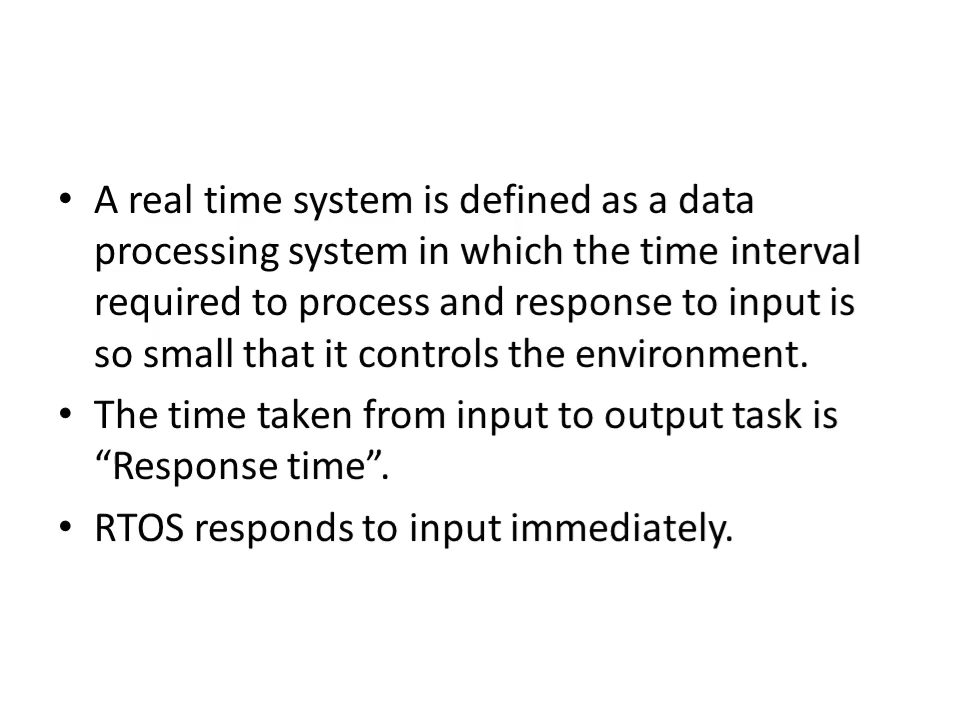 • A real time system is defined as a data
processing system in which the time interval
required to process and response to input is
so small that it controls the environment.
• The time taken from input to output task is
“Response time”.
• RTOS responds to input immediately.